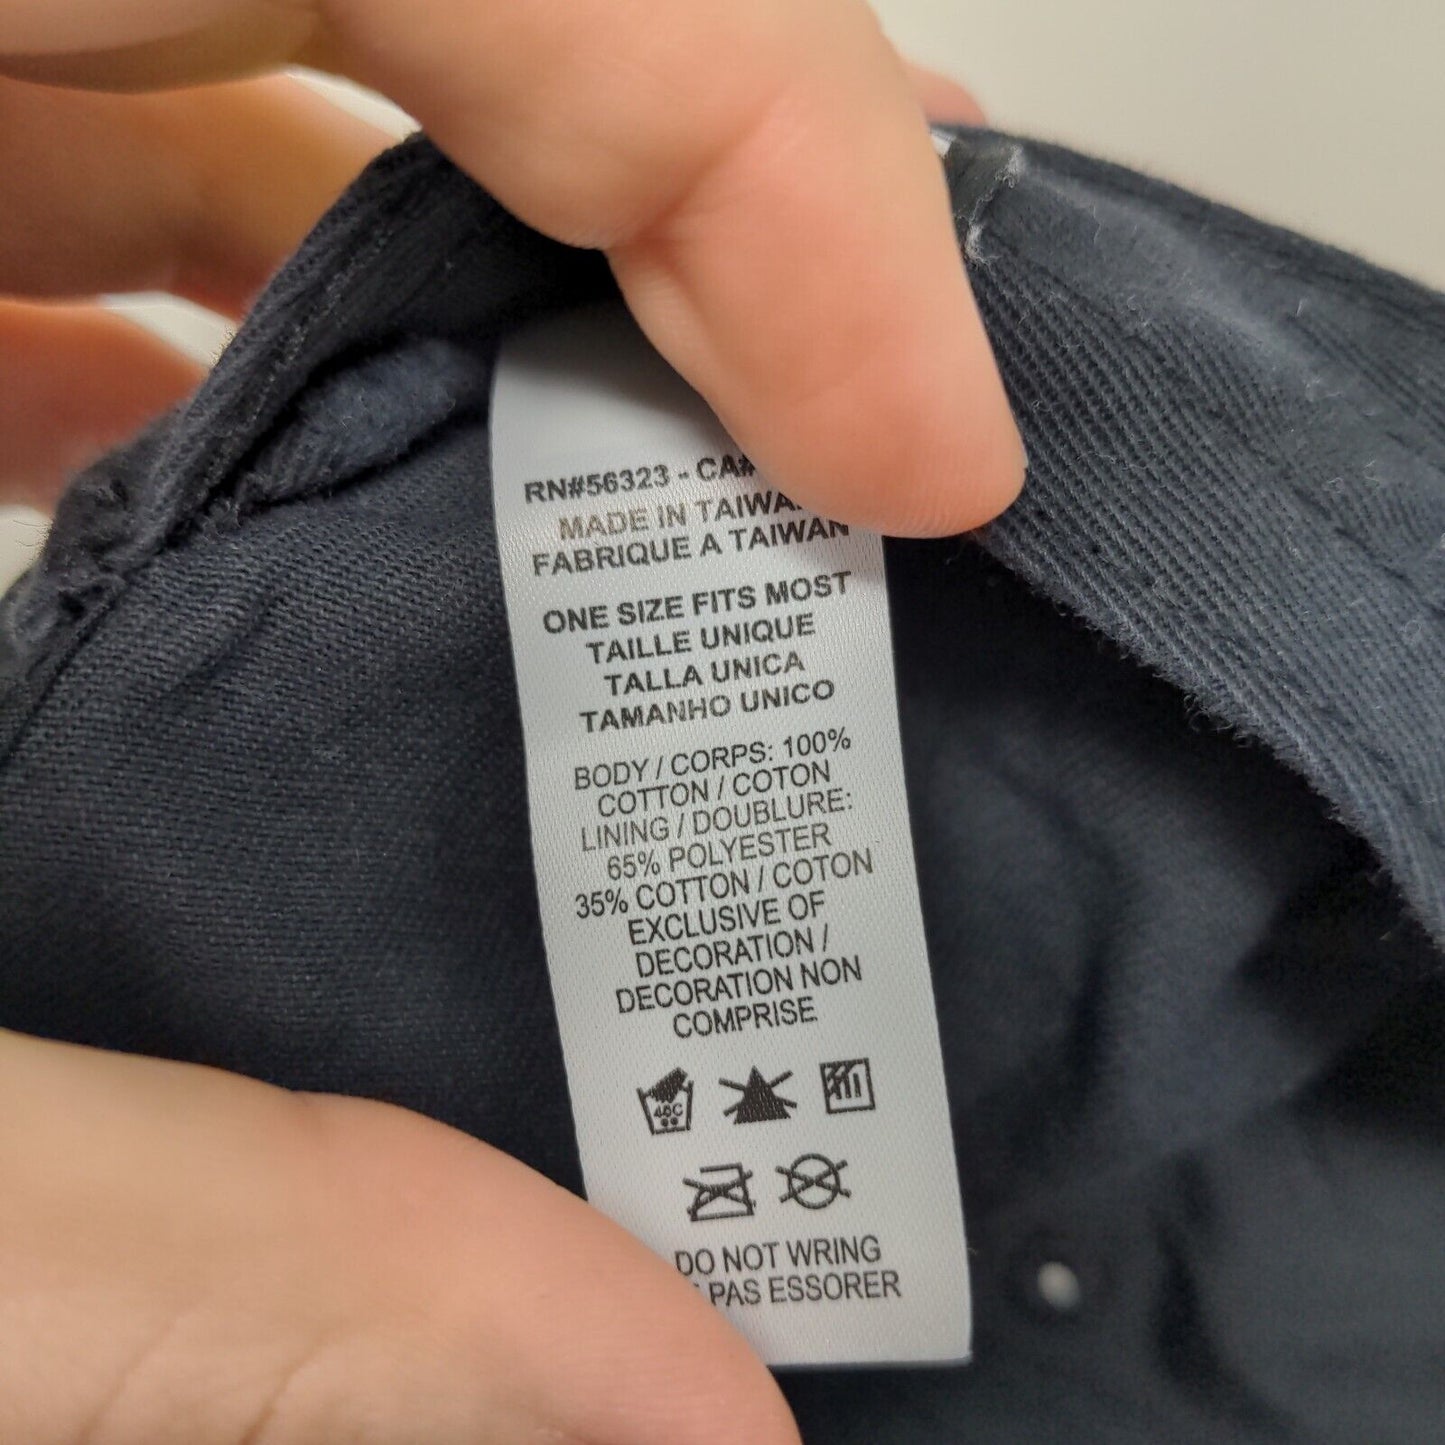 RN#56323 - CA#
MADE IN
FABRIQUE A TAIWAN
ONE SIZE FITS MOST
TAILLE UNIQUE
TALLA UNICA
TAMANHO UNICO
BODY / CORPS: 100%
COTTON / COTON
LINING / DOUBLURE:
65% POLYESTER
35% COTTON / COTON
EXCLUSIVE OF
DECORATION /
DECORATION NON
COMPRISE
40C
DO NOT WRING
PAS ESSORER